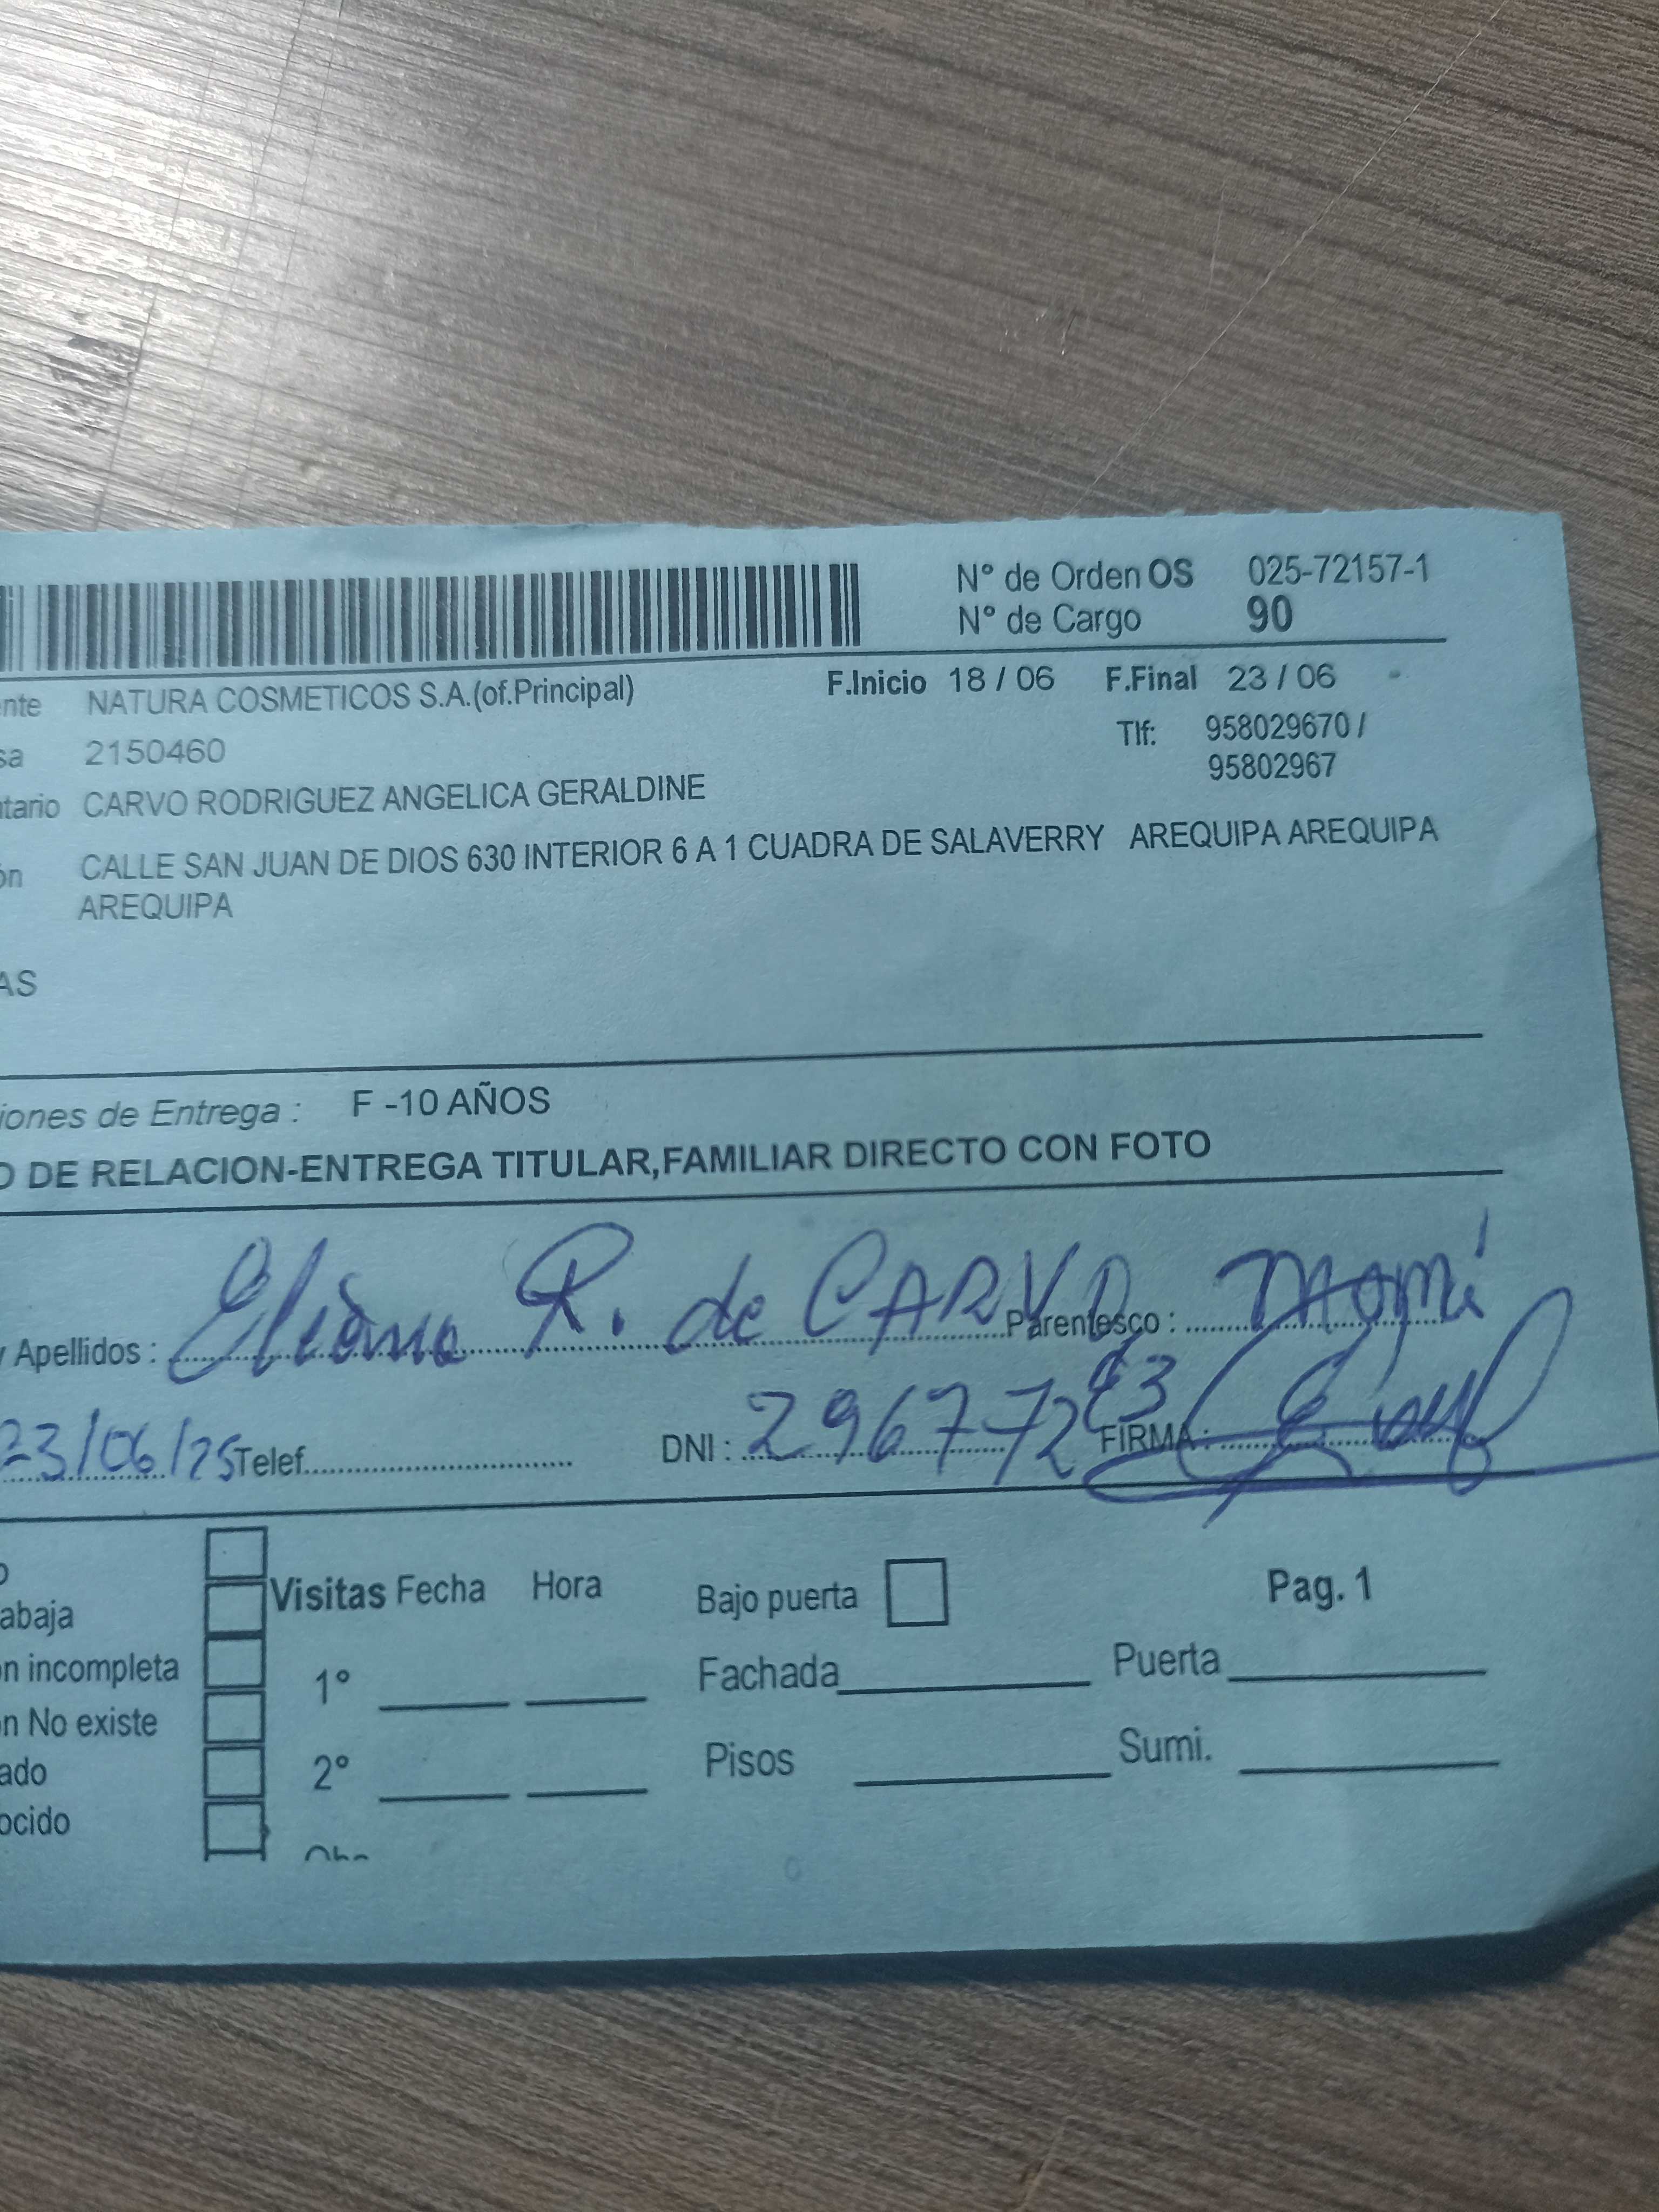 N° de Orden OS 025-72157-1
N° de Cargo 90
nte NATURA COSMETICOS S.A.(of.Principal) F.Inicio 18 / 06 F.Final 23 / 06
sa 2150460 Tlf: 958029670 /
95802967
tario CARVO RODRIGUEZ ANGELICA GERALDINE
ón CALLE SAN JUAN DE DIOS 630 INTERIOR 6 A 1 CUADRA DE SALAVERRY AREQUIPA AREQUIPA
AREQUIPA
AS
iones de Entrega : F -10 AÑOS
O DE RELACION-ENTREGA TITULAR,FAMILIAR DIRECTO CON FOTO
y Apellidos : Eliana R. de CARVO Parentesco : Mamá
23/06/25 Telef. DNI : FIRMA :
o
abaja Visitas Fecha Hora Bajo puerta Pag. 1
n incompleta 1° Fachada Puerta
n No existe
ado 2° Pisos Sumi.
ocido